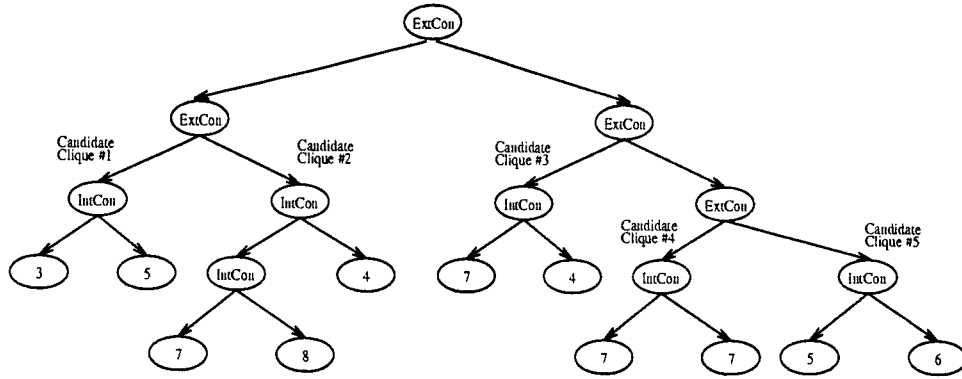 ExtCon
ExtCon
ExtCon
Candidate
Clique #1
Candidate
Clique #2
Candidate
Clique #3
IntCon
IntCon
IntCon
ExtCon
Candidate
Clique #4
Candidate
Clique #5
3
5
IntCon
4
7
4
IntCon
IntCon
7
8
7
7
5
6